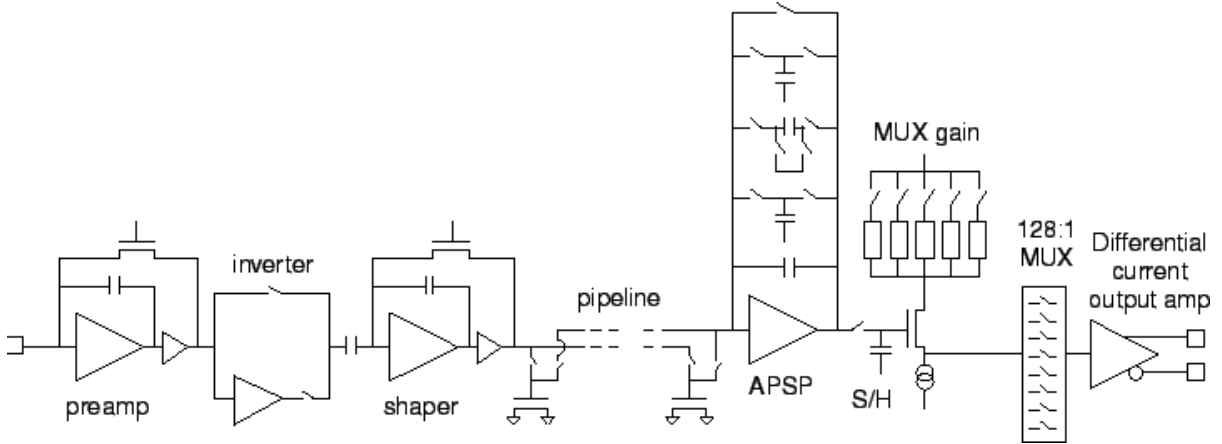 preamp
inverter
shaper
pipeline
APSP
S/H
MUX gain
128:1
MUX
Differential
current
output amp